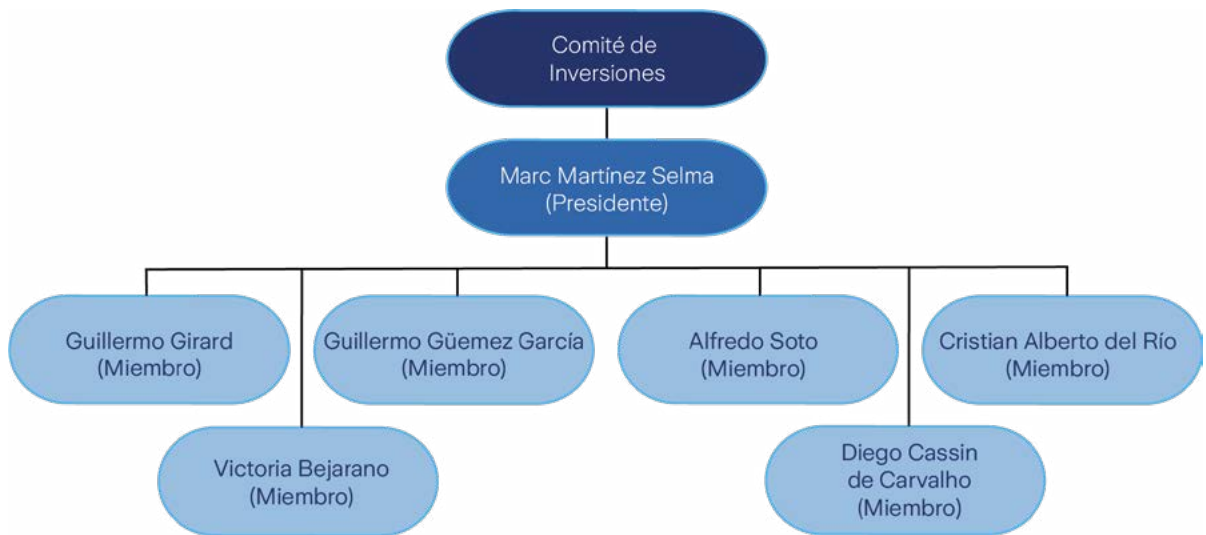 Comité de
Inversiones
Marc Martínez Selma
(Presidente)
Guillermo Girard
(Miembro)
Guillermo Güemez García
(Miembro)
Alfredo Soto
(Miembro)
Cristian Alberto del Río
(Miembro)
Victoria Bejarano
(Miembro)
Diego Cassin
de Carvalho
(Miembro)